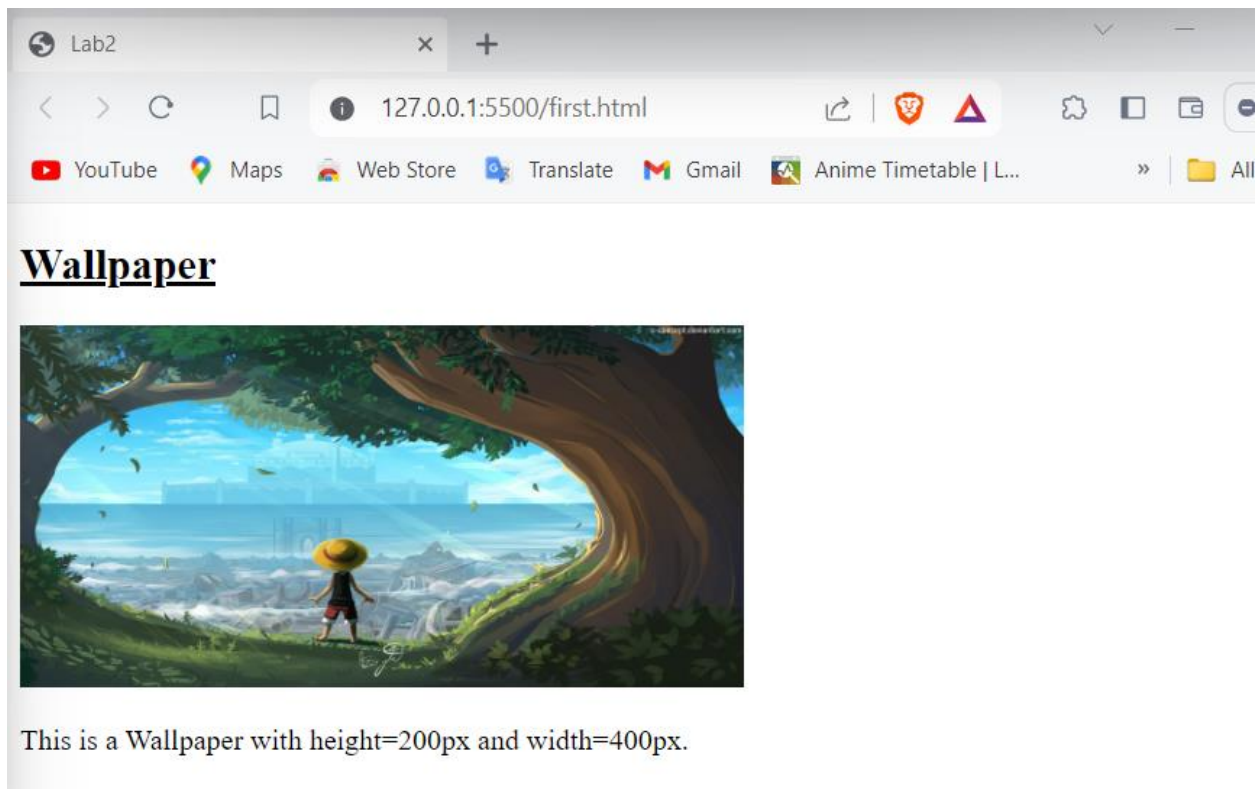 Lab2
127.0.0.1:5500/first.html
YouTube Maps Web Store Translate Gmail Anime Timetable | L... » All
Wallpaper
This is a Wallpaper with height=200px and width=400px.